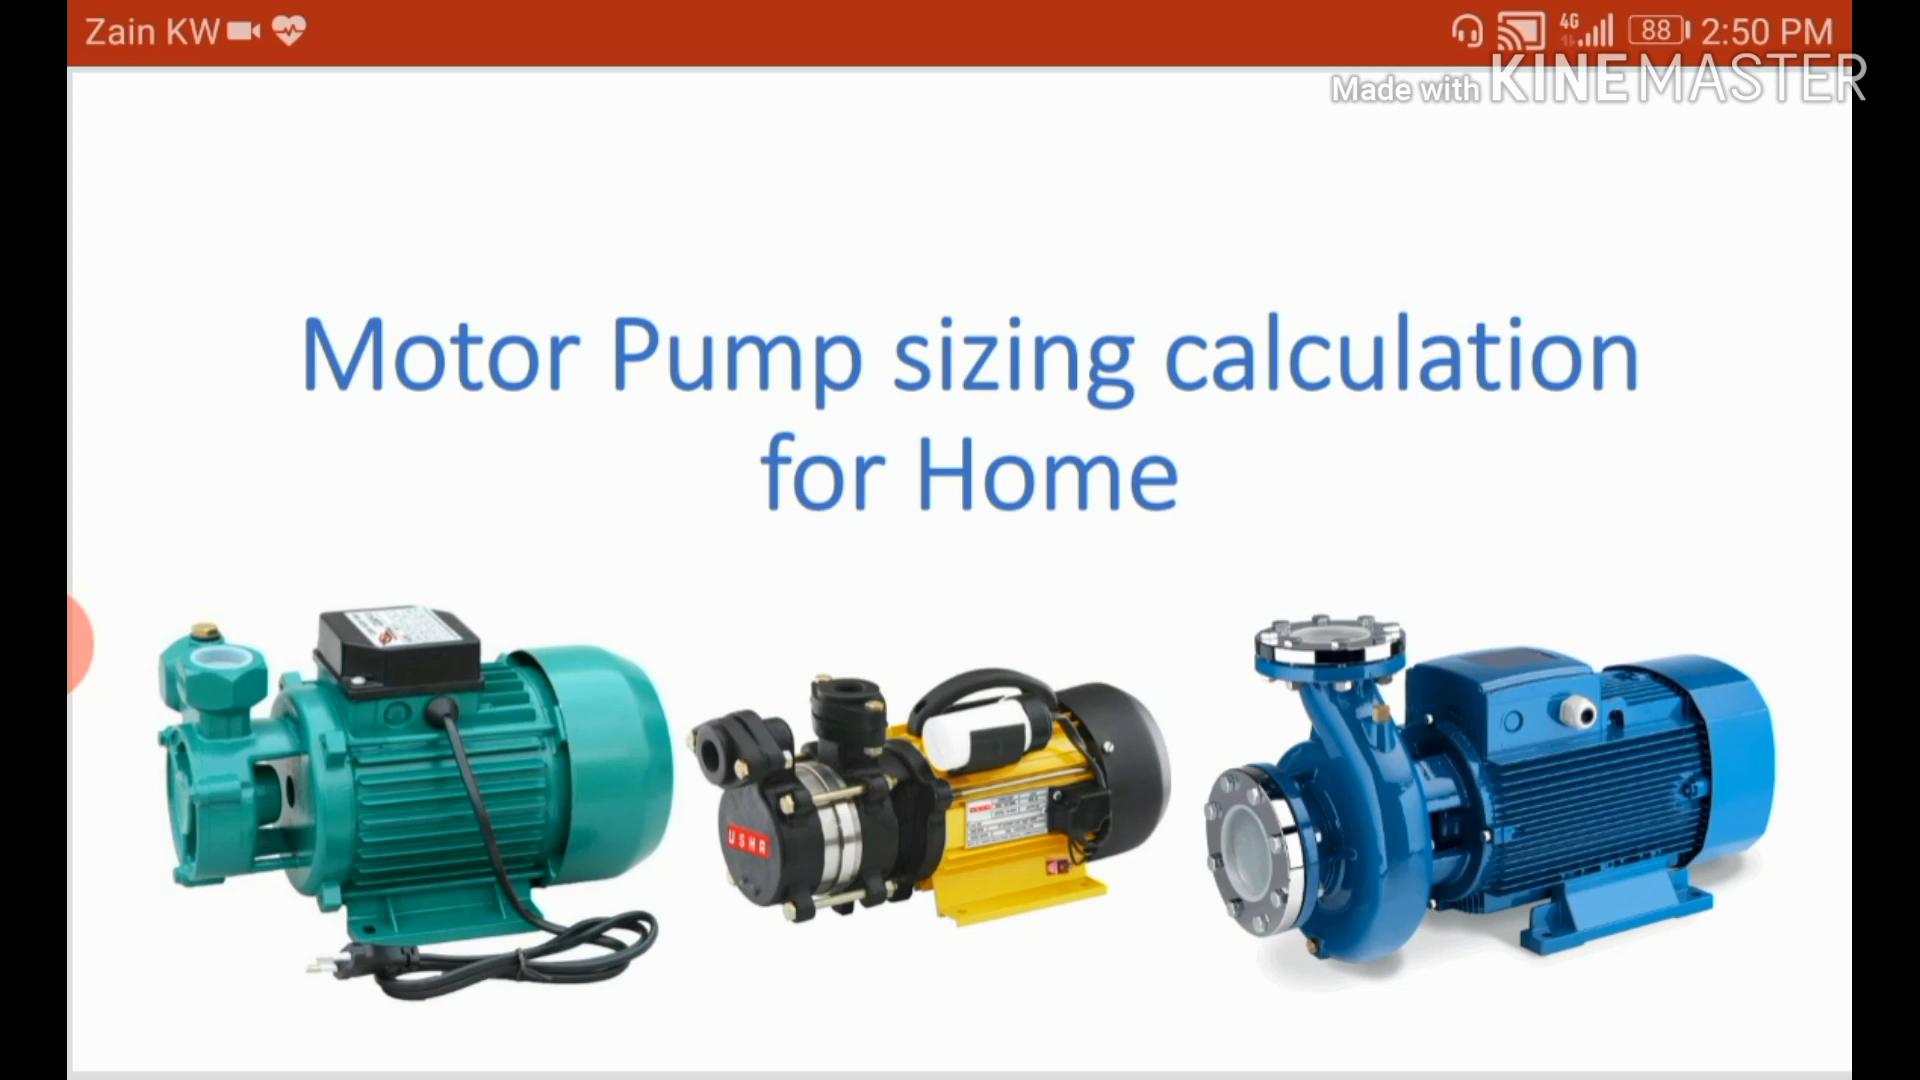 Zain KW
4G 88 2:50 PM
Made with KINEMASTER
Motor Pump sizing calculation
for Home
USHA